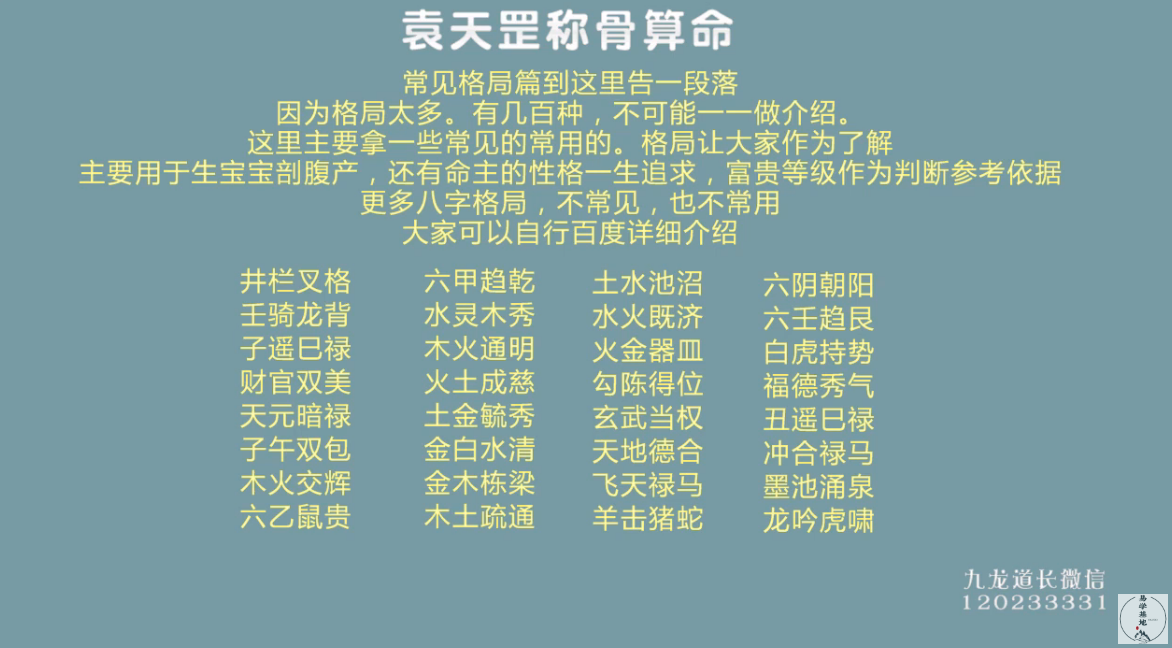 袁天罡称骨算命
常见格局篇到这里告一段落
因为格局太多。有几百种，不可能一一做介绍。
这里主要拿一些常见的常用的。格局让大家作为了解
主要用于生宝宝剖腹产，还有命主的性格一生追求，富贵等级作为判断参考依据
更多八字格局，不常见，也不常用
大家可以自行百度详细介绍
井栏叉格 六甲趋乾 土水池沼 六阴朝阳
壬骑龙背 水灵木秀 水火既济 六壬趋艮
子遥巳禄 木火通明 火金器皿 白虎持势
财官双美 火土成慈 勾陈得位 福德秀气
天元暗禄 土金毓秀 玄武当权 丑遥巳禄
子午双包 金白水清 天地德合 冲合禄马
木火交辉 金木栋梁 飞天禄马 墨池涌泉
六乙鼠贵 木土疏通 羊击猪蛇 龙吟虎啸
九龙道长微信
120233331
易学基地